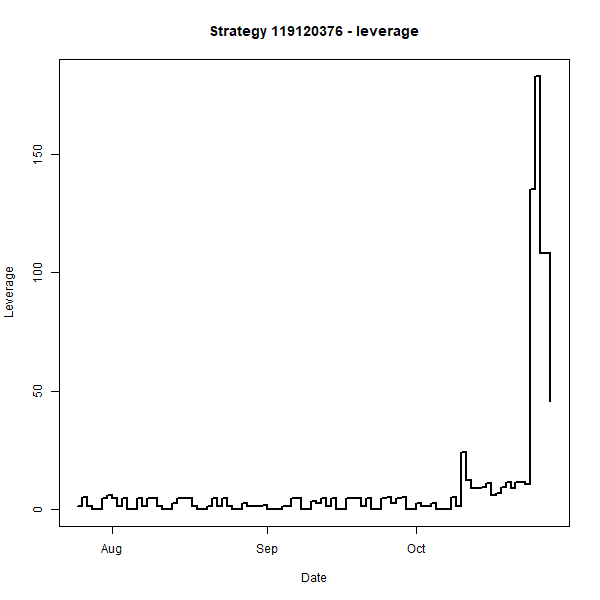 Strategy 119120376 - leverage
Leverage
150
100
50
0
Aug Sep Oct
Date